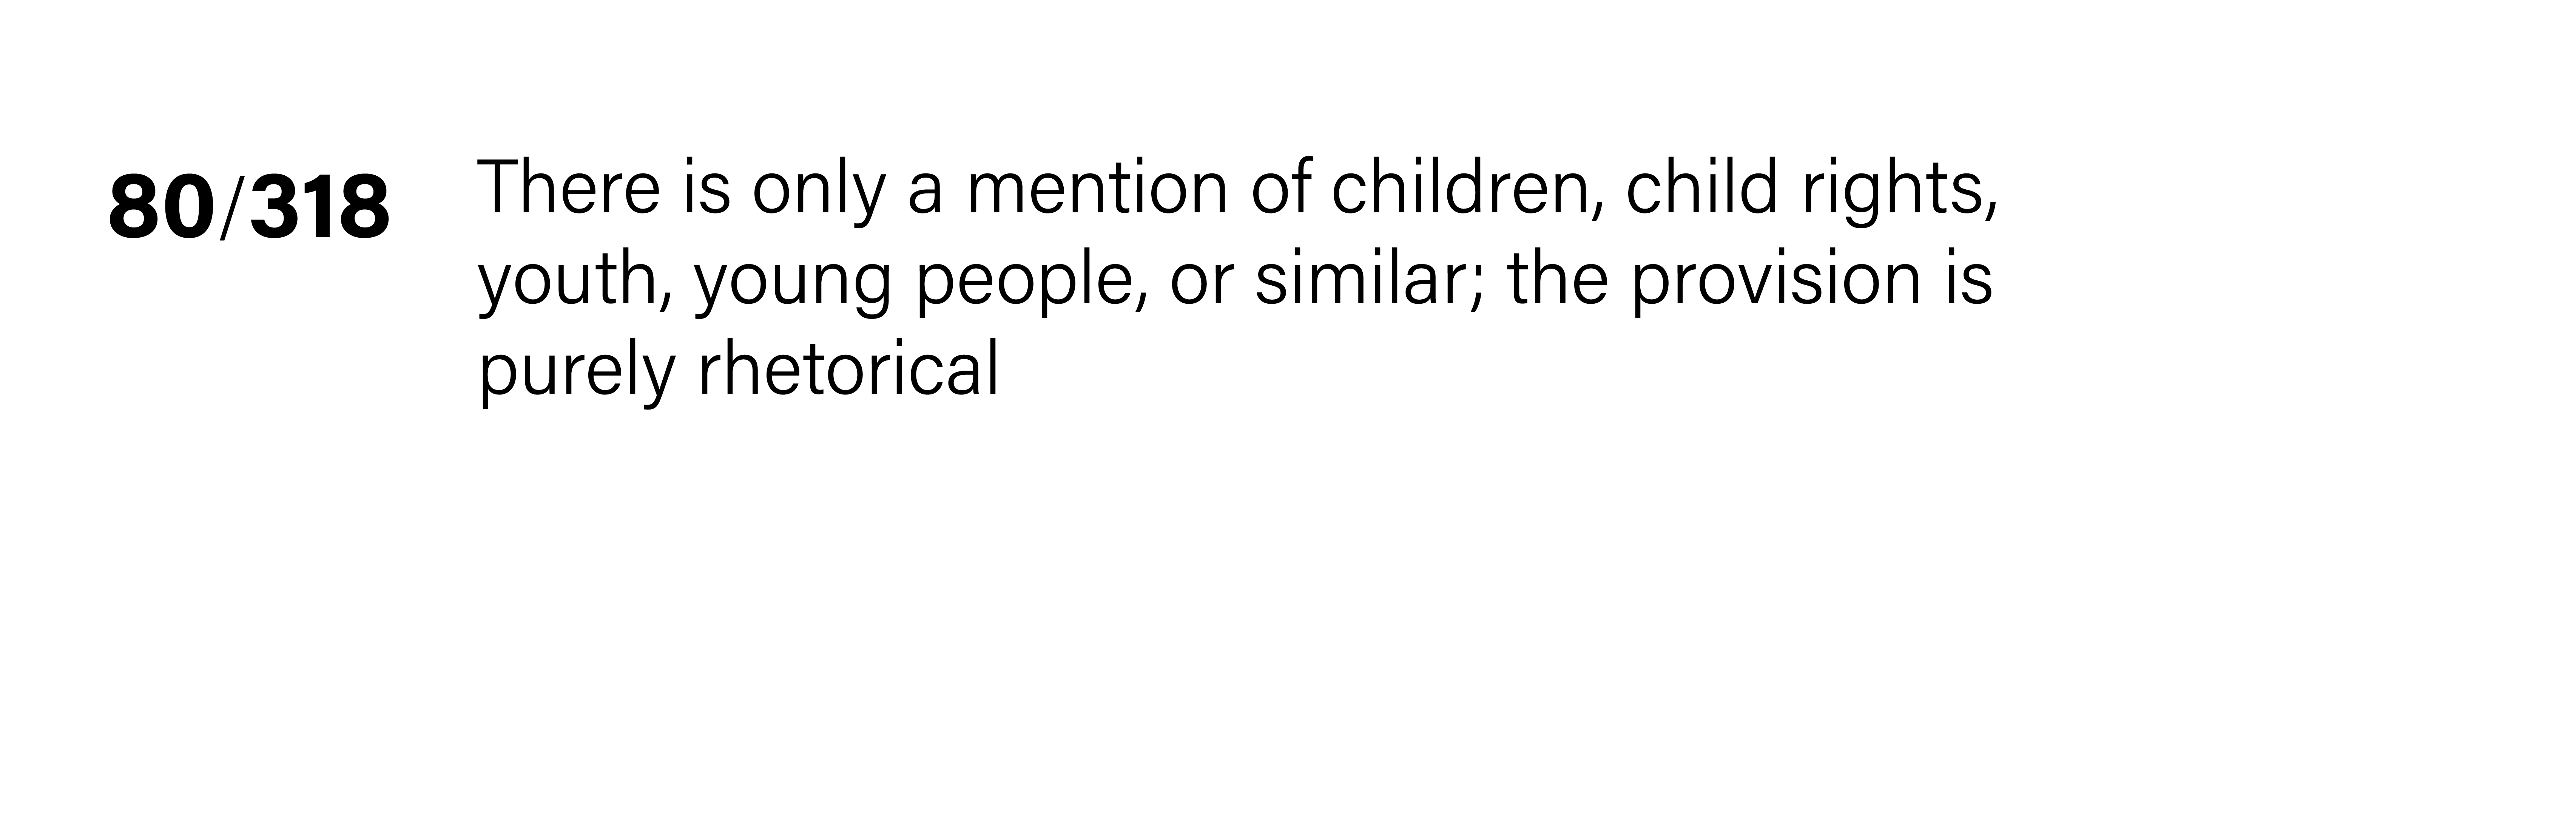 80/318
There is only a mention of children, child rights,
youth, young people, or similar; the provision is
purely rhetorical